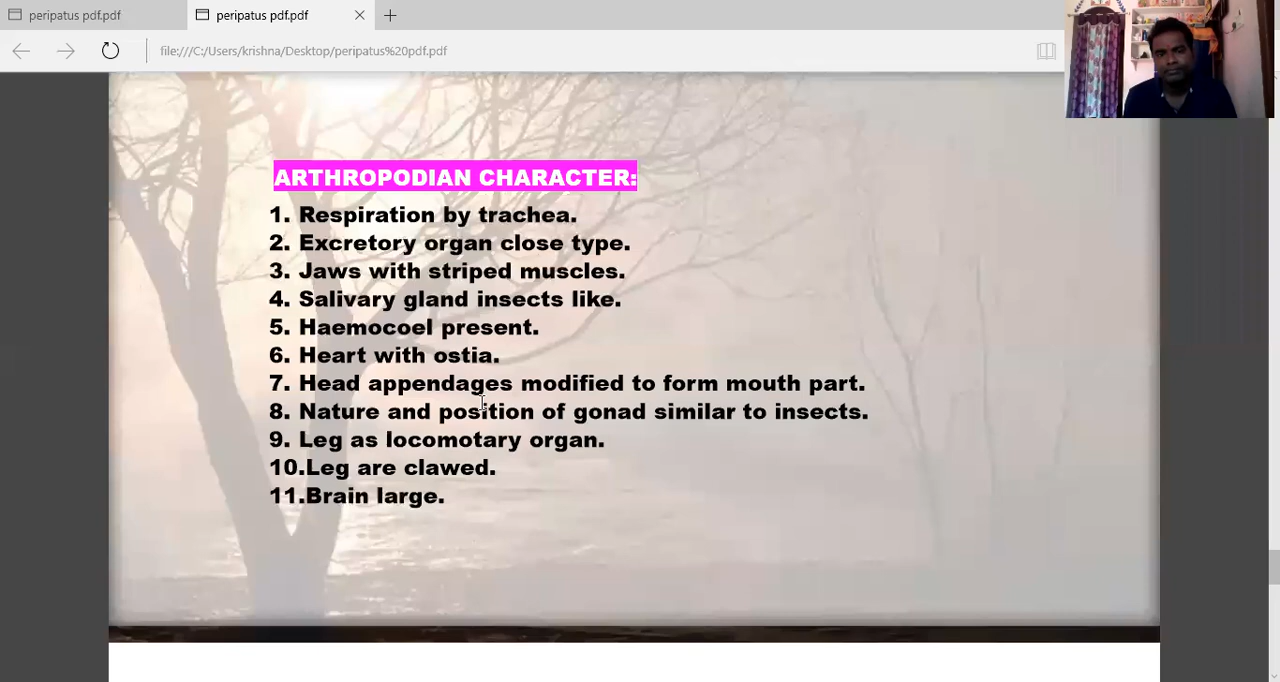 peripatus pdf.pdf
peripatus pdf.pdf
file:///C:/Users/krishna/Desktop/peripatus%20pdf.pdf
ARTHROPODIAN CHARACTER:
1. Respiration by trachea.
2. Excretory organ close type.
3. Jaws with striped muscles.
4. Salivary gland insects like.
5. Haemocoel present.
6. Heart with ostia.
7. Head appendages modified to form mouth part.
8. Nature and position of gonad similar to insects.
9. Leg as locomotary organ.
10.Leg are clawed.
11.Brain large.